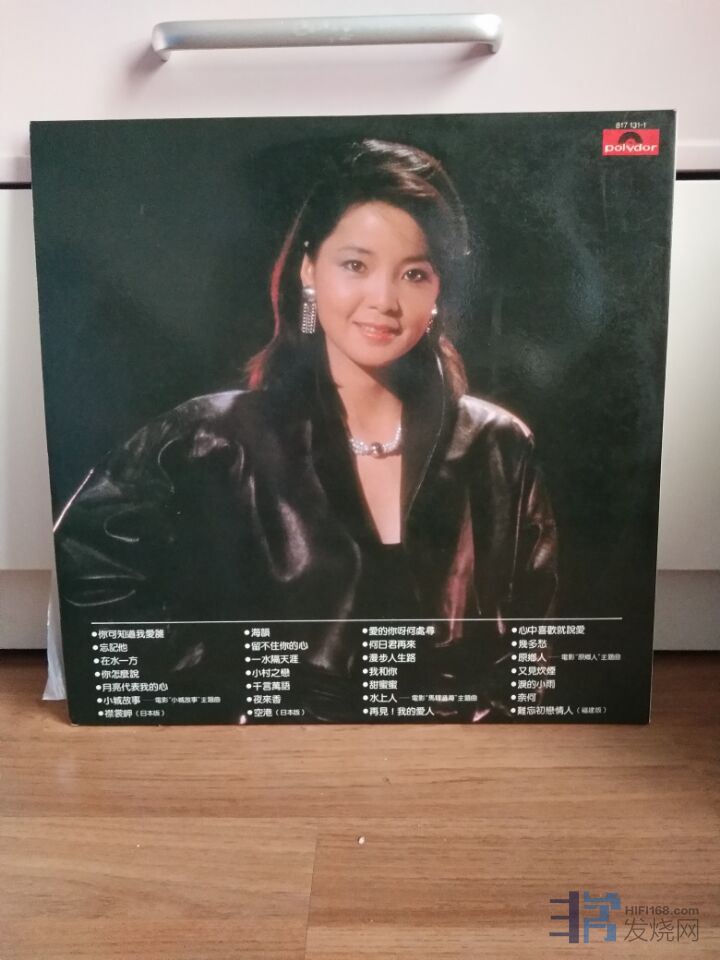 817 131-1
polydor
•你可知道我愛誰
•忘記他
•在水一方
•你怎麼說
•月亮代表我的心
•小城故事——電影"小城故事"主題曲
•襟裳岬（日本版）
•海韻
•留不住你的心
•一水隔天涯
•小村之戀
•千言萬語
•夜來香
•空港（日本版）
•愛的你呀何處尋
•何日君再來
•漫步人生路
•我和你
•甜蜜蜜
•水上人——電影"馬騮過海"主題曲
•再見！我的愛人
•心中喜歡就說愛
•幾多愁
•原鄉人——電影"原鄉人"主題曲
•又見炊煙
•淚的小雨
•奈何
•難忘初戀情人（福建版）
HIFI168.com
发烧网